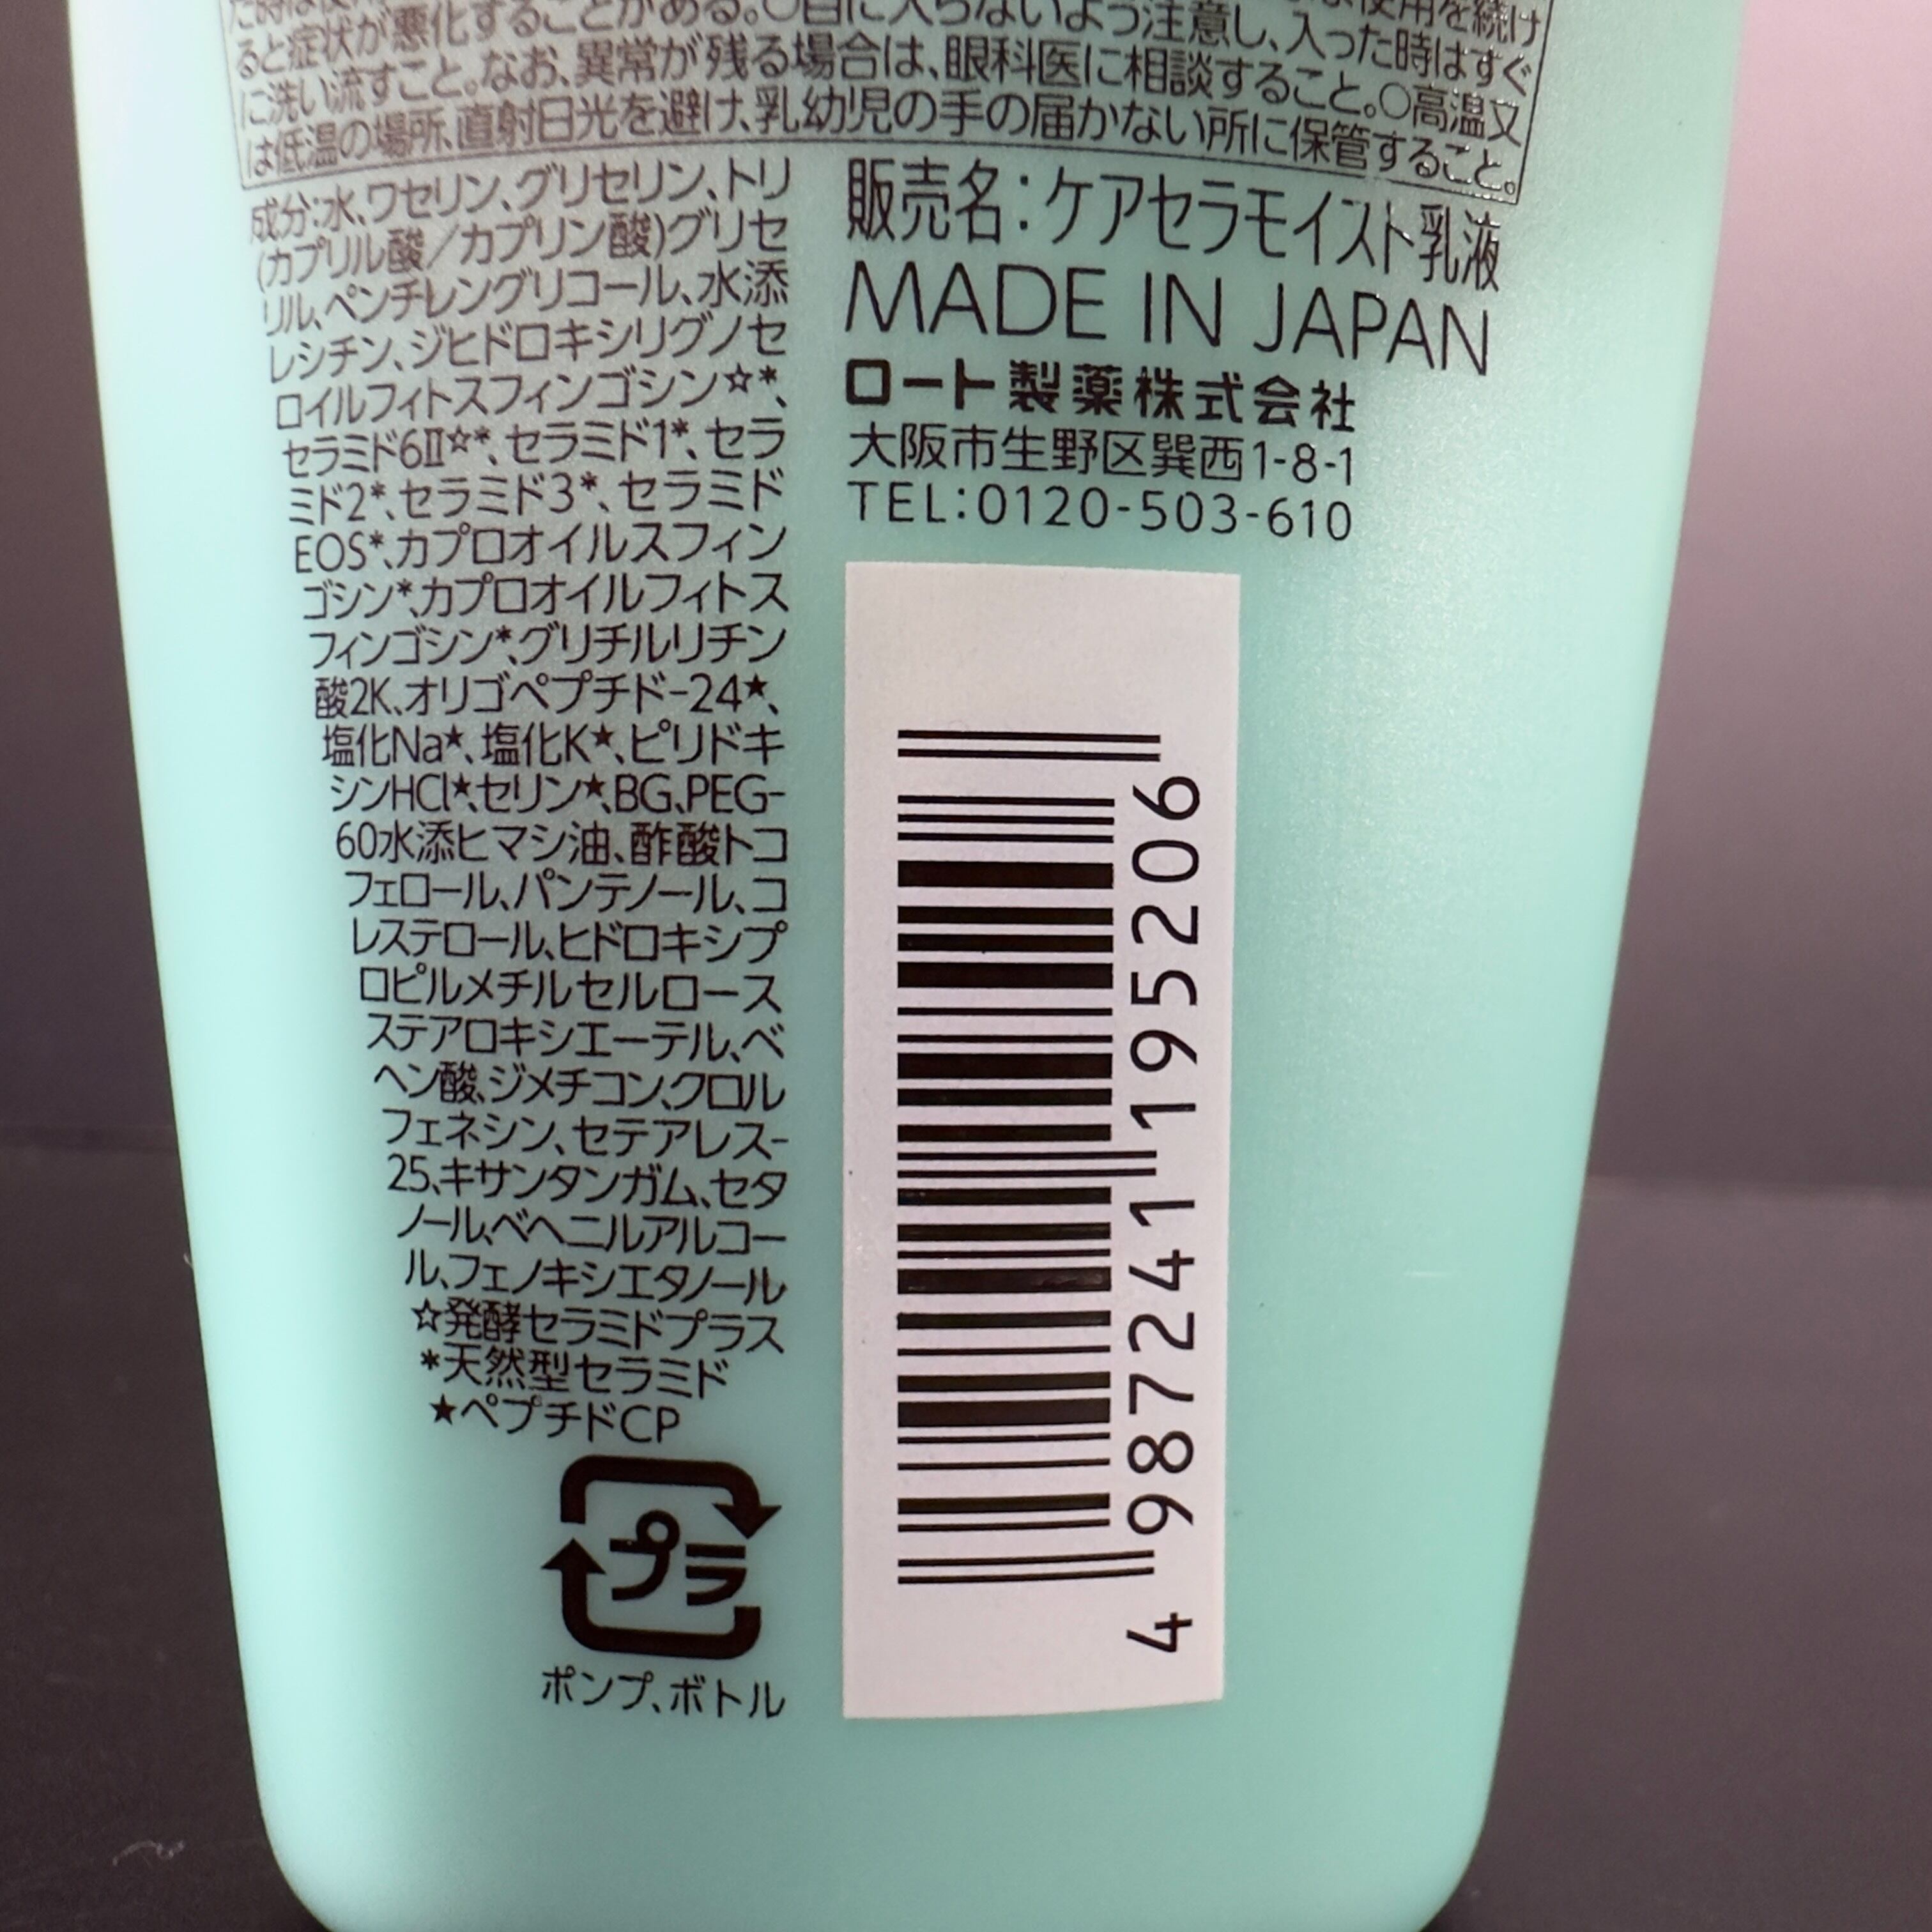 ると症状が悪化することがある。○目に入らないよう注意し、入った時はすぐ
に洗い流すこと。なお、異常が残る場合は、眼科医に相談すること。○高温又
は低温の場所、直射日光を避け、乳幼児の手の届かない所に保管すること。
成分:水、ワセリン、グリセリン、トリ
(カプリル酸/カプリン酸)グリセ
リル、ペンチレングリコール、水添
レシチン、ジヒドロキシリグノセ
ロイルフィトスフィンゴシン☆*、
セラミド6Ⅱ☆*、セラミド1*、セラ
ミド2*、セラミド3*、セラミド
EOS*、カプロオイルスフィン
ゴシン*、カプロオイルフィトス
フィンゴシン*、グリチルリチン
酸2K、オリゴペプチド-24★、
塩化Na★、塩化K★、ピリドキ
シンHCl★、セリン★、BG、PEG-
60水添ヒマシ油、酢酸トコ
フェロール、パンテノール、コ
レステロール、ヒドロキシプ
ロピルメチルセルロース
ステアロキシエーテル、ベ
ヘン酸、ジメチコン、クロル
フェネシン、セテアレス-
25、キサンタンガム、セタ
ノール、ベヘニルアルコー
ル、フェノキシエタノール
☆発酵セラミドプラス
*天然型セラミド
★ペプチドCP
プラ
ポンプ、ボトル
販売名:ケアセラモイスト乳液
MADE IN JAPAN
ロート製薬株式会社
大阪市生野区巽西1-8-1
TEL:0120-503-610
4 987241 195206